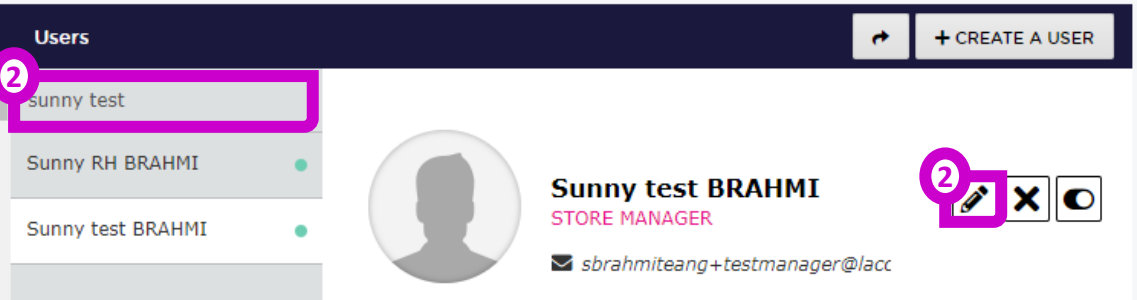 Users
+ CREATE A USER
2
sunny test
Sunny RH BRAHMI
Sunny test BRAHMI
Sunny test BRAHMI
2
STORE MANAGER
sbrahmiteang+testmanager@lacc